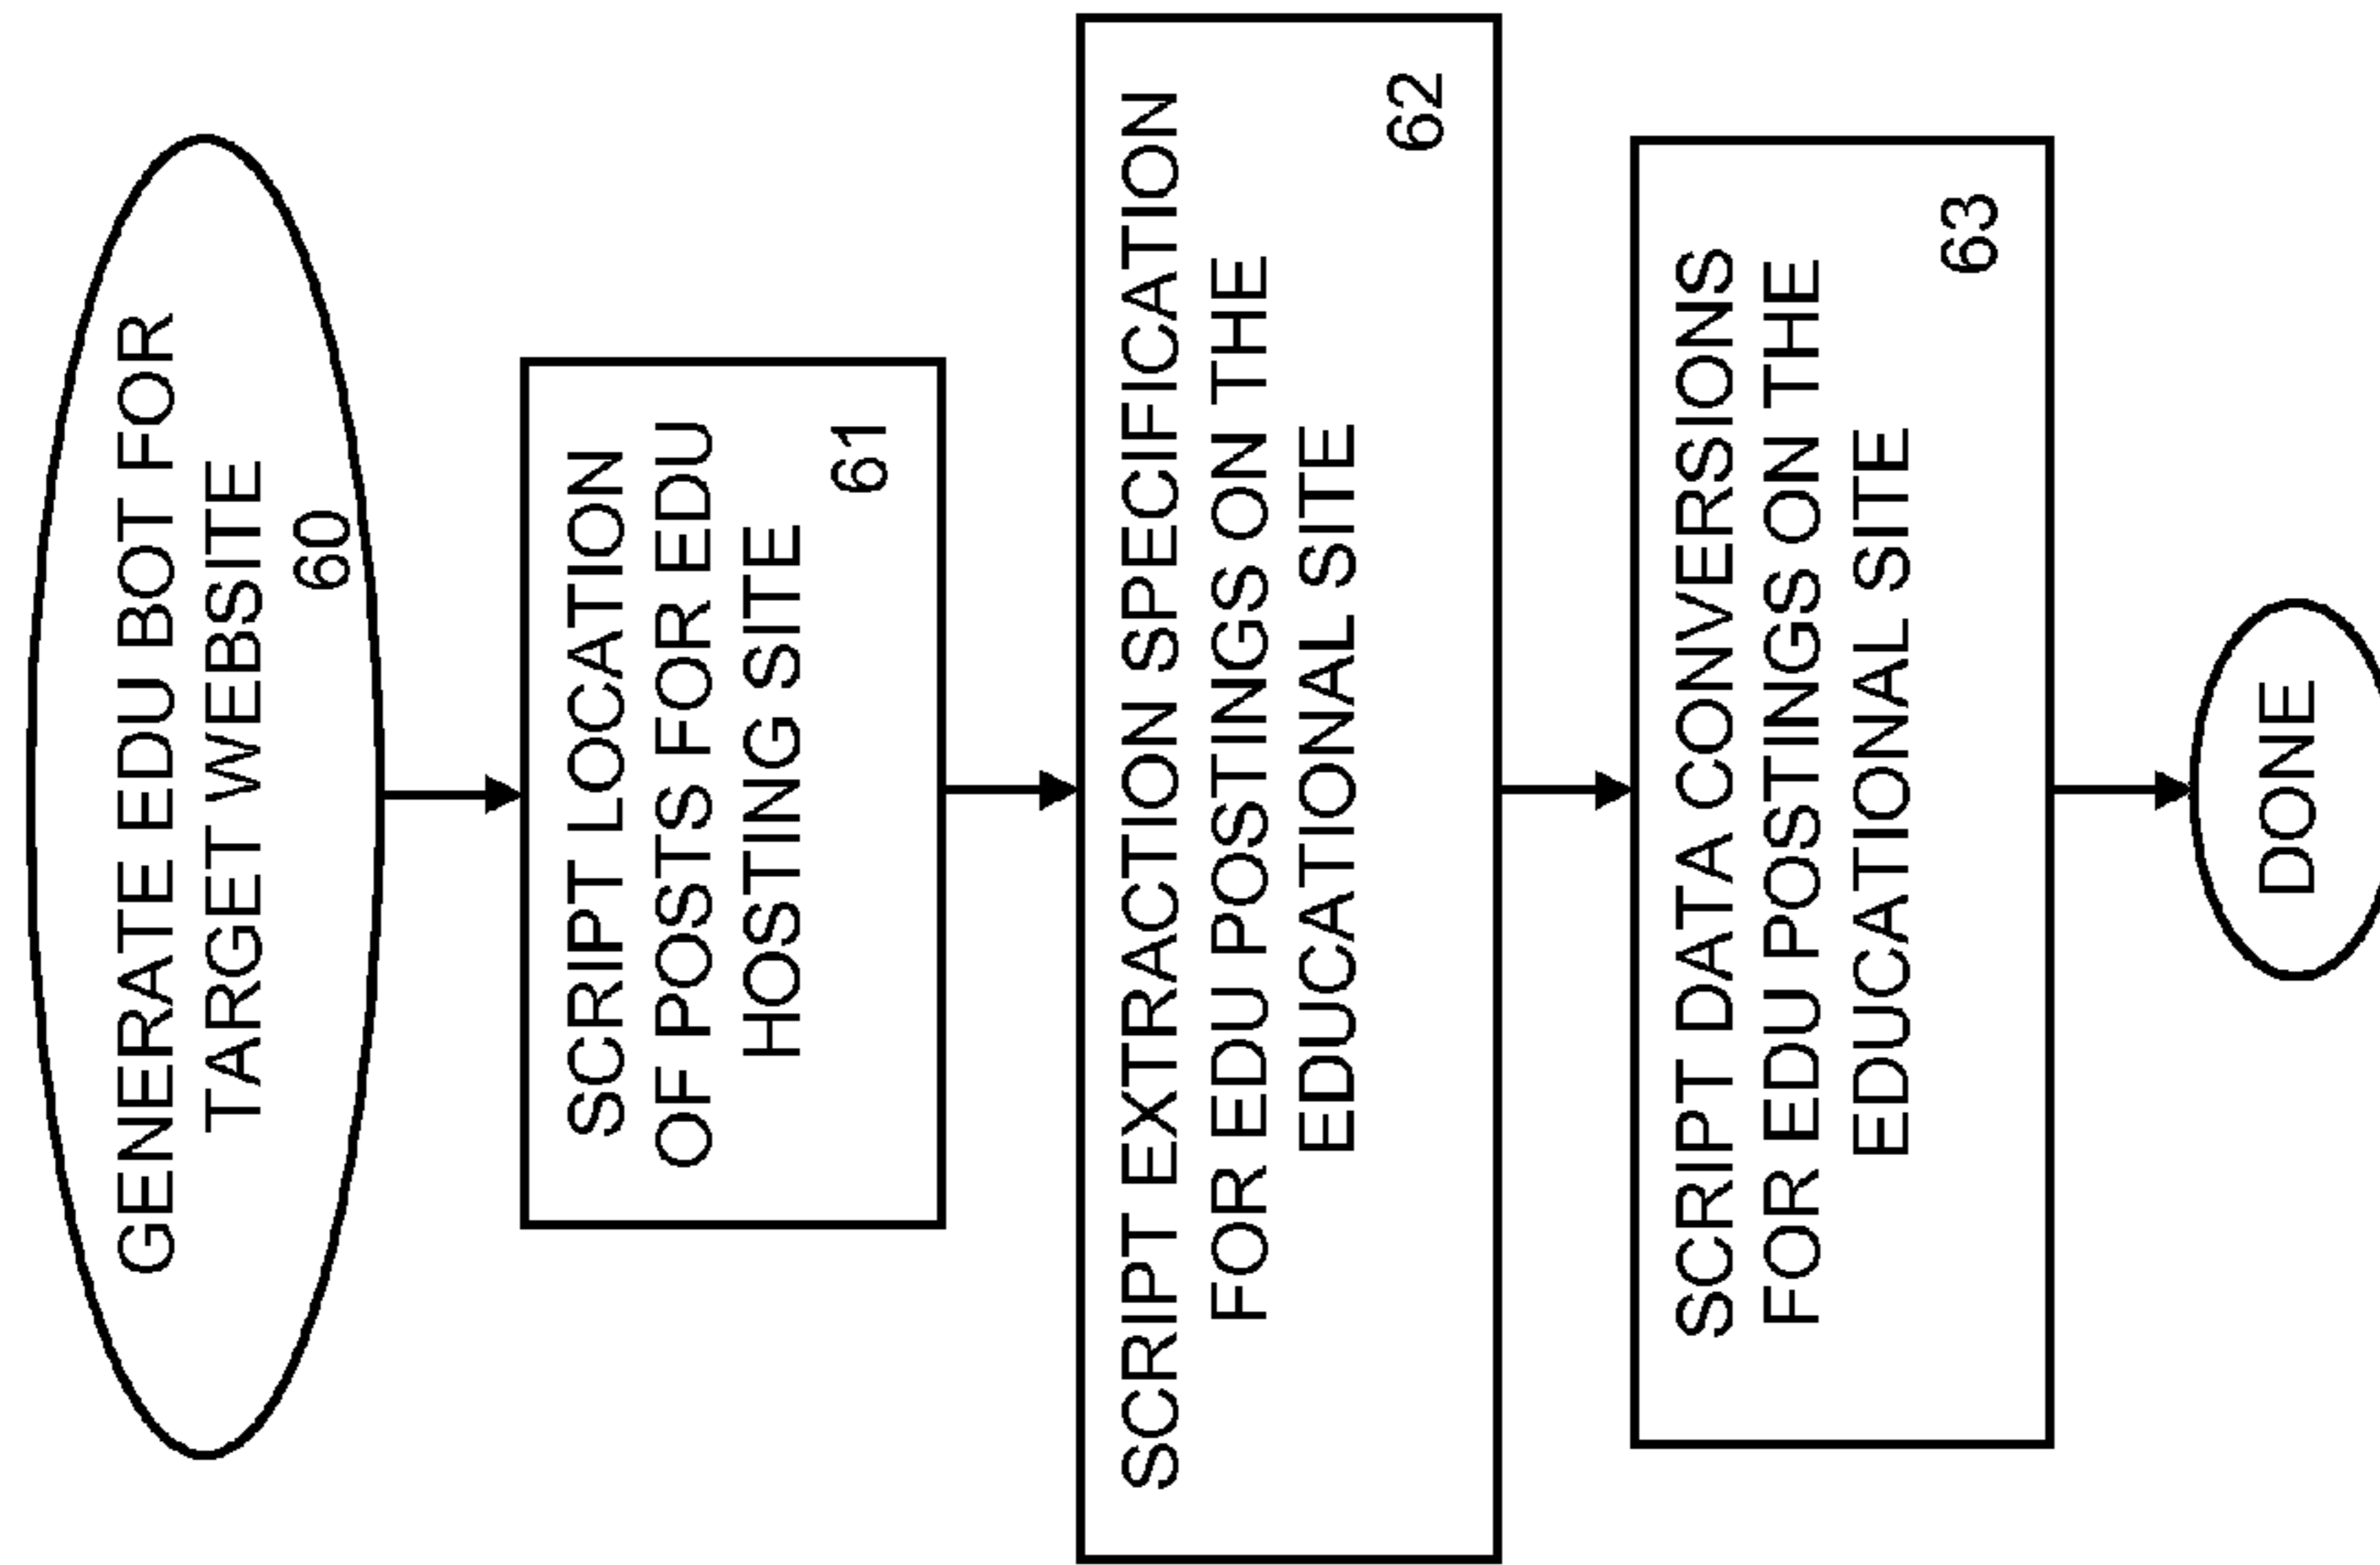 GENERATE EDU BOT FOR
TARGET WEBSITE
60
SCRIPT LOCATION
OF POSTS FOR EDU
HOSTING SITE
61
SCRIPT EXTRACTION SPECIFICATION
FOR EDU POSTINGS ON THE
EDUCATIONAL SITE
62
SCRIPT DATA CONVERSIONS
FOR EDU POSTINGS ON THE
EDUCATIONAL SITE
63
DONE